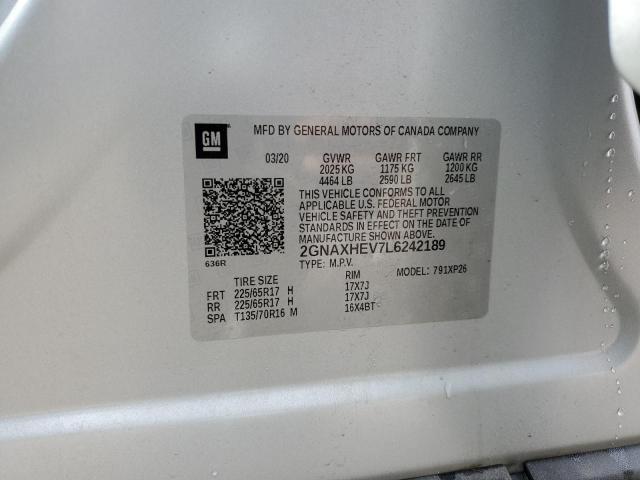 GM
MFD BY GENERAL MOTORS OF CANADA COMPANY
03/20 GVWR GAWR FRT GAWR RR
2025 KG 1175 KG 1200 KG
4464 LB 2590 LB 2645 LB
THIS VEHICLE CONFORMS TO ALL
APPLICABLE U.S. FEDERAL MOTOR
VEHICLE SAFETY AND THEFT PREVENTION
STANDARDS IN EFFECT ON THE DATE OF
MANUFACTURE SHOWN ABOVE.
2GNAXHEV7L6242189
636R
TYPE: M.P.V. MODEL: 791XP26
TIRE SIZE RIM
FRT 225/65R17 H 17X7J
RR 225/65R17 H 17X7J
SPA T135/70R16 M 16X4BT